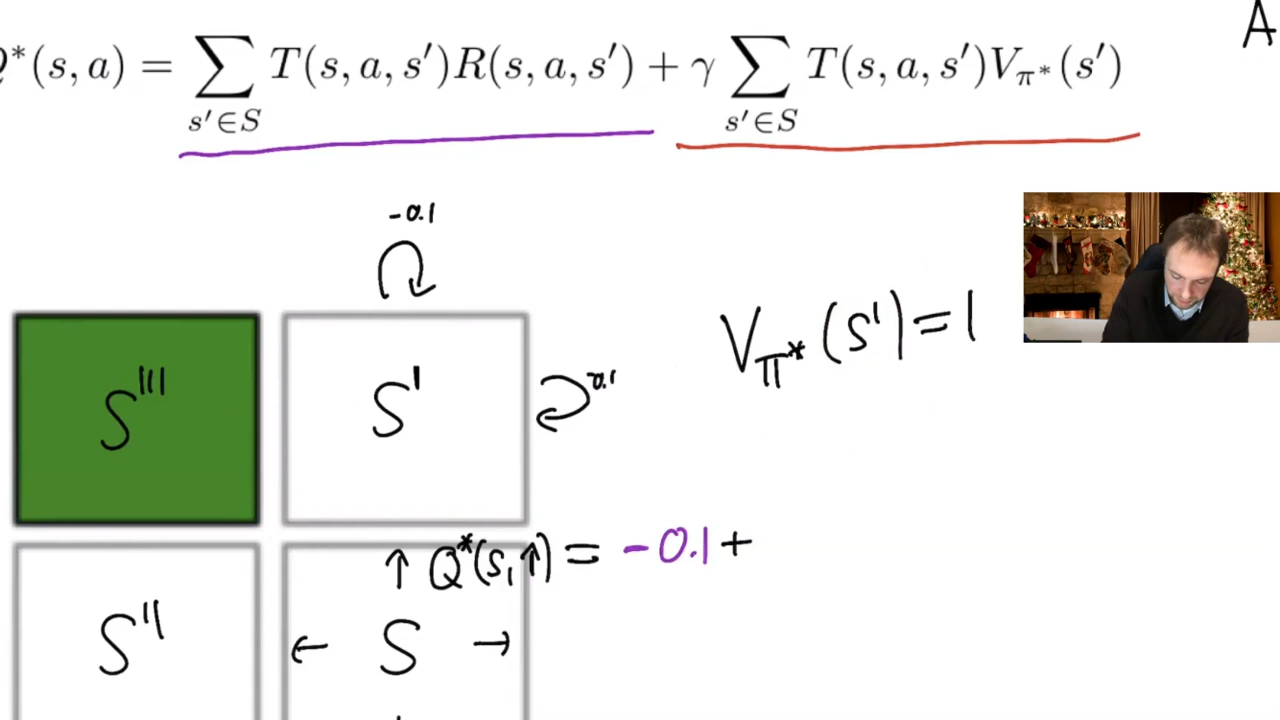 Q*(s, a) = ∑_{s′∈S} T(s, a, s′)R(s, a, s′) + γ ∑_{s′∈S} T(s, a, s′)V_{π*}(s′)
A
-0.1
V_{π*}(S') = 1
S'''
S'
-0.1
↑ Q*(s,↑) = -0.1 +
S''
← S →